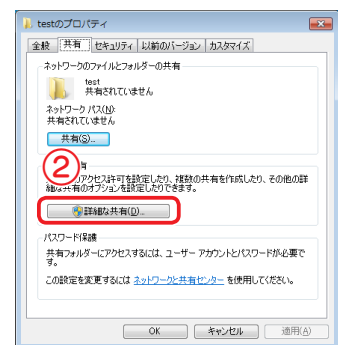 testのプロパティ
全般 共有 セキュリティ 以前のバージョン カスタマイズ
ネットワークのファイルとフォルダーの共有
test
共有されていません
ネットワーク パス(N):
共有されていません
共有(S)...
②
有
アクセス許可を設定したり、複数の共有を作成したり、その他の詳
細な共有のオプションを設定したりできます。
詳細な共有(D)...
パスワード保護
共有フォルダーにアクセスするには、ユーザー アカウントとパスワードが必要で
す。
この設定を変更するには ネットワークと共有センター を使用してください。
OK キャンセル 適用(A)